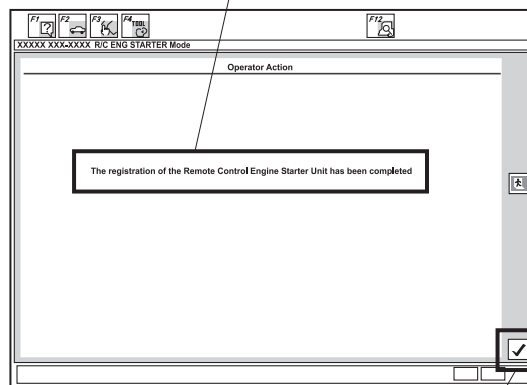 F1 F2 F3 F4 TOOL F12
XXXXX XXX-XXXX R/C ENG STARTER Mode
Operator Action
The registration of the Remote Control Engine Starter Unit has been completed